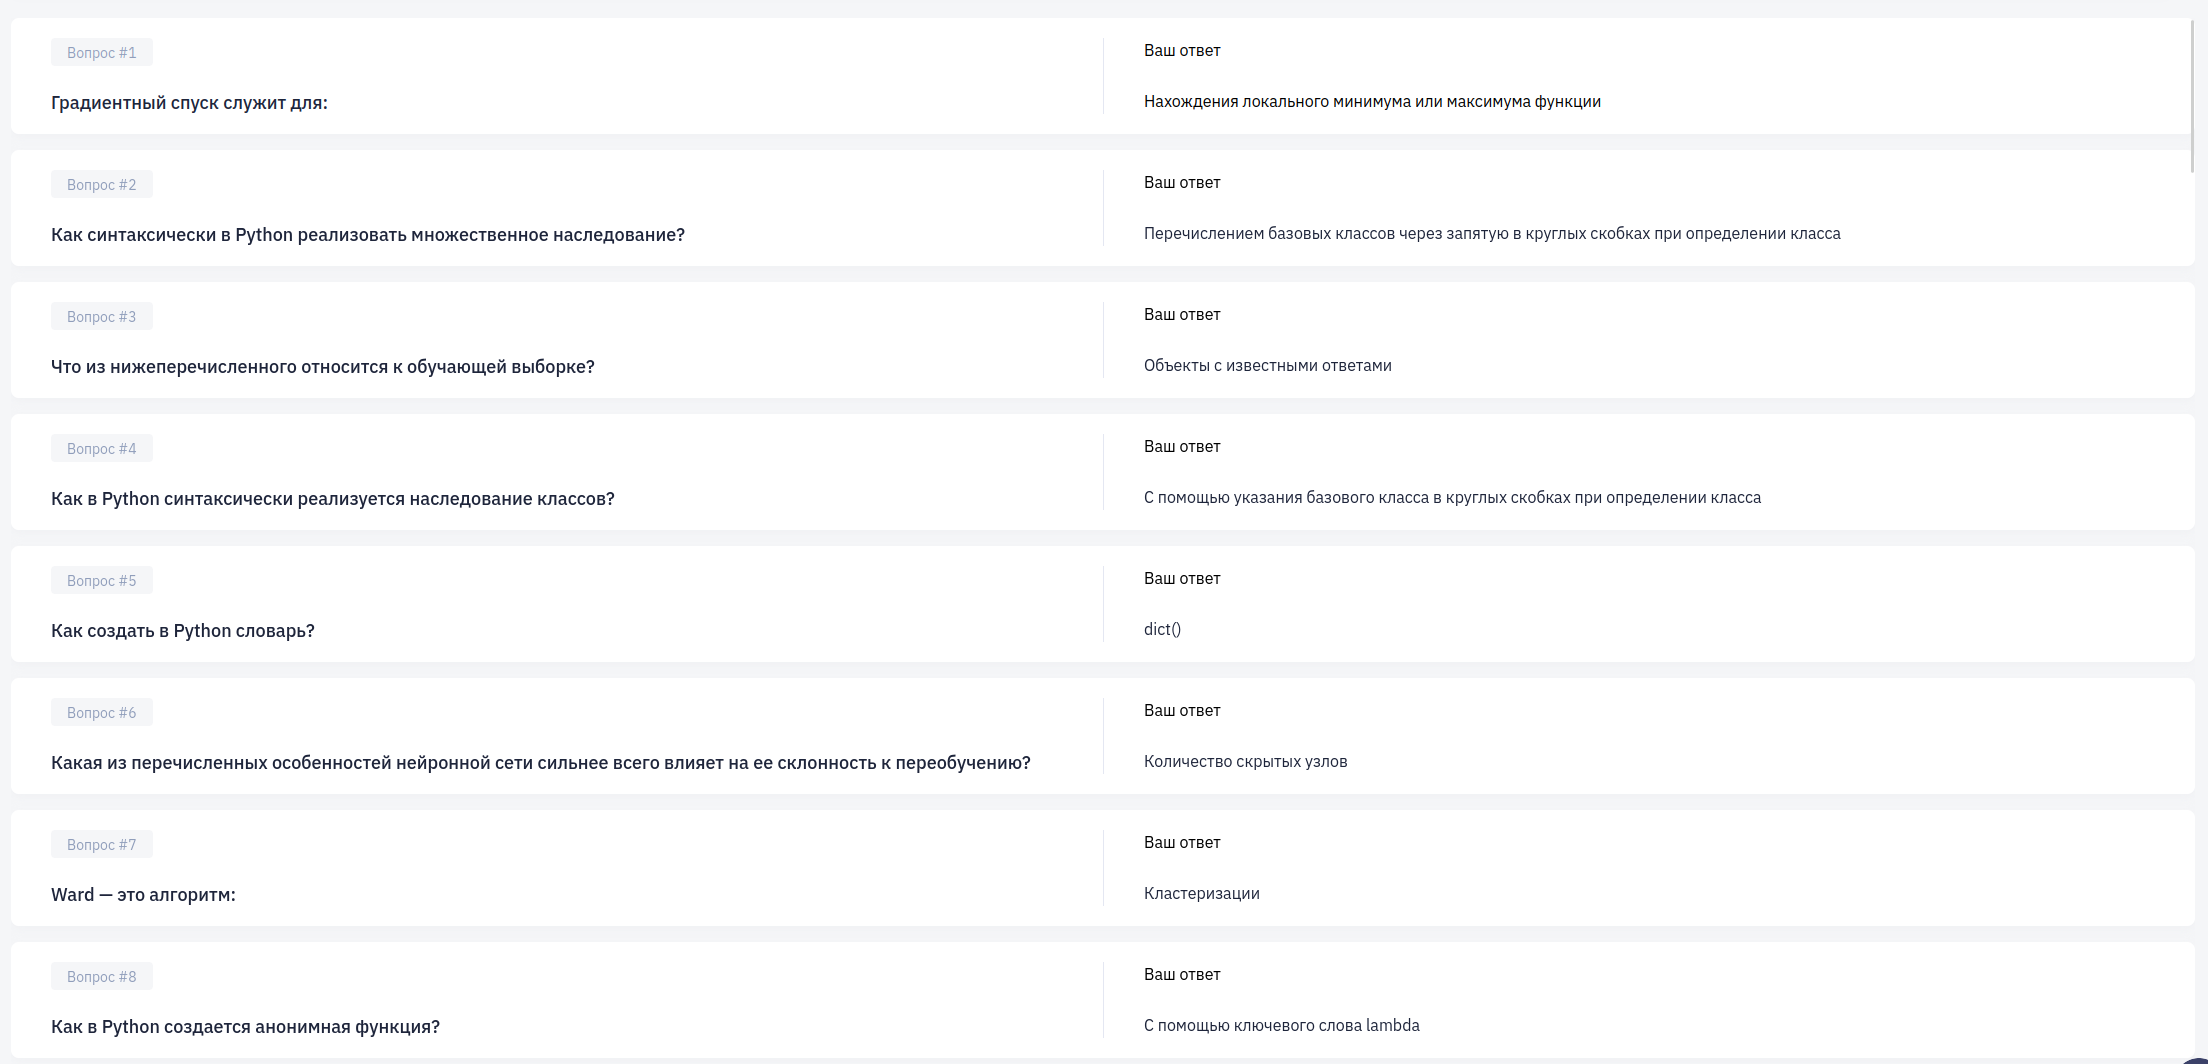 Вопрос #1
Градиентный спуск служит для:
Ваш ответ
Нахождения локального минимума или максимума функции
Вопрос #2
Как синтаксически в Python реализовать множественное наследование?
Ваш ответ
Перечислением базовых классов через запятую в круглых скобках при определении класса
Вопрос #3
Что из нижеперечисленного относится к обучающей выборке?
Ваш ответ
Объекты с известными ответами
Вопрос #4
Как в Python синтаксически реализуется наследование классов?
Ваш ответ
С помощью указания базового класса в круглых скобках при определении класса
Вопрос #5
Как создать в Python словарь?
Ваш ответ
dict()
Вопрос #6
Какая из перечисленных особенностей нейронной сети сильнее всего влияет на ее склонность к переобучению?
Ваш ответ
Количество скрытых узлов
Вопрос #7
Ward — это алгоритм:
Ваш ответ
Кластеризации
Вопрос #8
Как в Python создается анонимная функция?
Ваш ответ
С помощью ключевого слова lambda